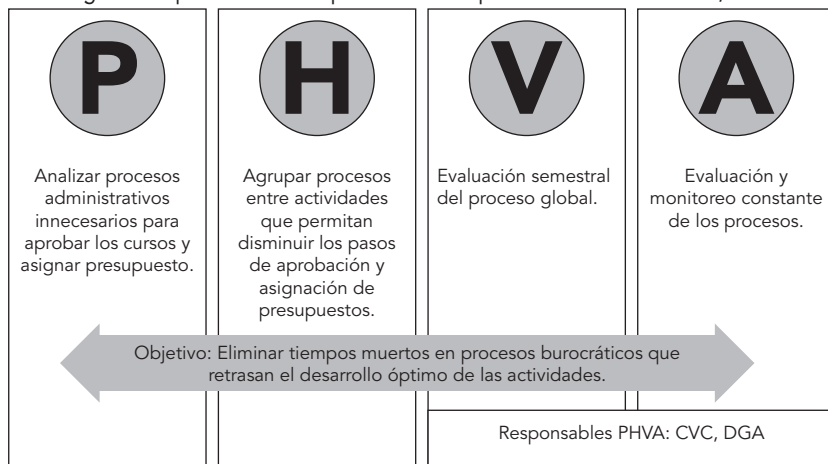 P
Analizar procesos
administrativos
innecesarios para
aprobar los cursos y
asignar presupuesto.
H
Agrupar procesos
entre actividades
que permitan
disminuir los pasos
de aprobación y
asignación de
presupuestos.
V
Evaluación semestral
del proceso global.
A
Evaluación y
monitoreo constante
de los procesos.
Objetivo: Eliminar tiempos muertos en procesos burocráticos que
retrasan el desarrollo óptimo de las actividades.
Responsables PHVA: CVC, DGA